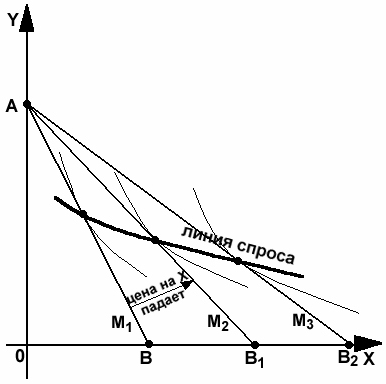 Y
A
линия спроса
цена на X
падает
M1 M2 M3
0 B B1 B2 X